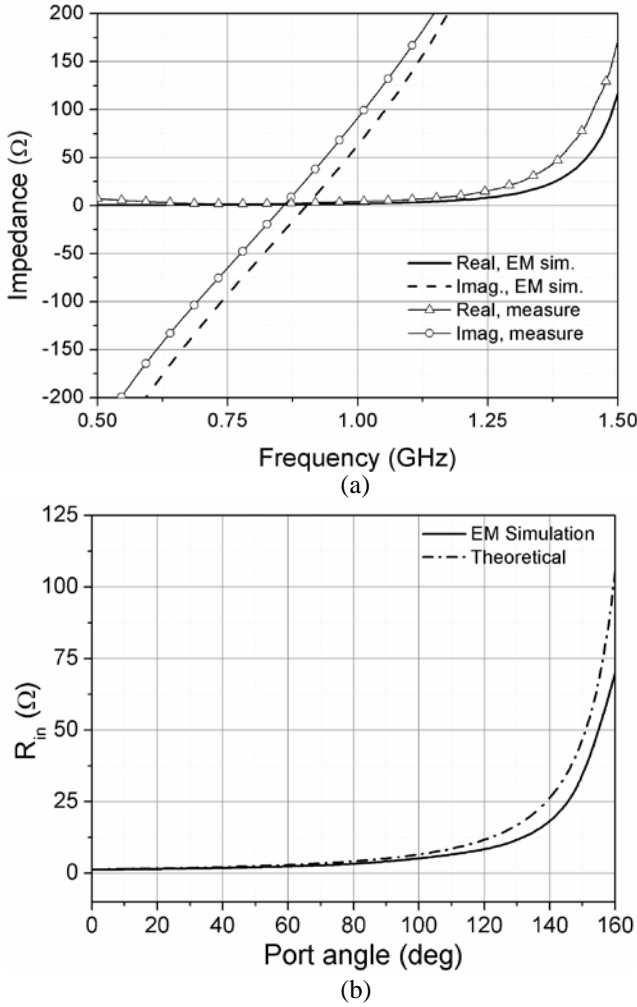 200
150
100
50
0
-50
-100
-150
-200
Impedance (Ω)
Real, EM sim.
Imag., EM sim.
Real, measure
Imag, measure
0.50 0.75 1.00 1.25 1.50
Frequency (GHz)
(a)
125
100
75
50
25
0
R_in (Ω)
EM Simulation
Theoretical
0 20 40 60 80 100 120 140 160
Port angle (deg)
(b)